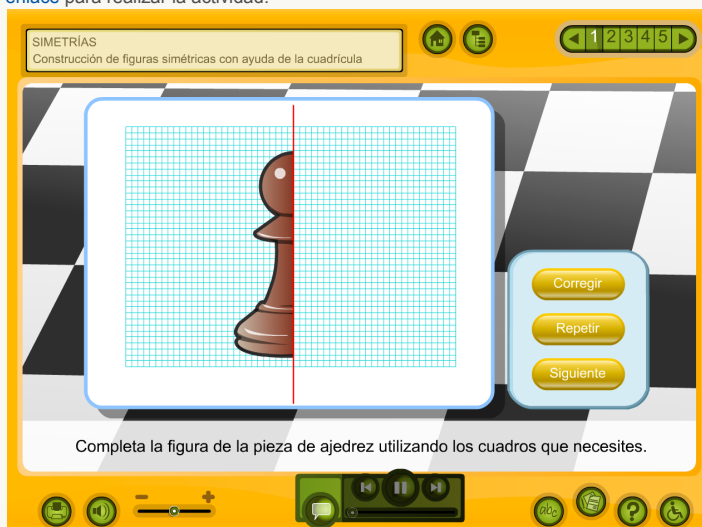 enlace para realizar la actividad.
SIMETRÍAS
Construcción de figuras simétricas con ayuda de la cuadrícula
1 2 3 4 5
Corregir
Repetir
Siguiente
Completa la figura de la pieza de ajedrez utilizando los cuadros que necesites.
abc
?